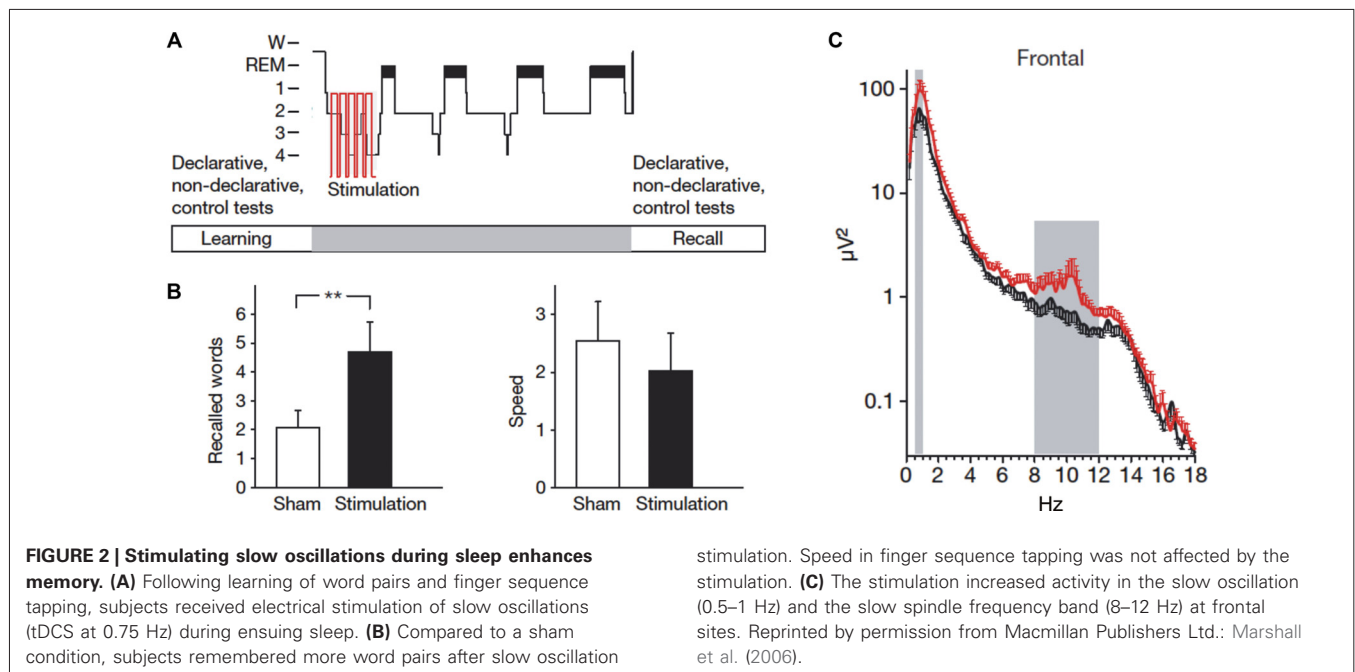 A
W
REM
1
2
3
4
Declarative,
non-declarative,
control tests
Stimulation
Declarative,
non-declarative,
control tests
Learning
Recall
B
**
Recalled words
6
5
4
3
2
1
0
Sham
Stimulation
Speed
3
2
1
0
Sham
Stimulation
C
Frontal
µV²
100
10
1
0.1
0 2 4 6 8 10 12 14 16 18
Hz
FIGURE 2 | Stimulating slow oscillations during sleep enhances
memory. (A) Following learning of word pairs and finger sequence
tapping, subjects received electrical stimulation of slow oscillations
(tDCS at 0.75 Hz) during ensuing sleep. (B) Compared to a sham
condition, subjects remembered more word pairs after slow oscillation
stimulation. Speed in finger sequence tapping was not affected by the
stimulation. (C) The stimulation increased activity in the slow oscillation
(0.5–1 Hz) and the slow spindle frequency band (8–12 Hz) at frontal
sites. Reprinted by permission from Macmillan Publishers Ltd.: Marshall
et al. (2006).